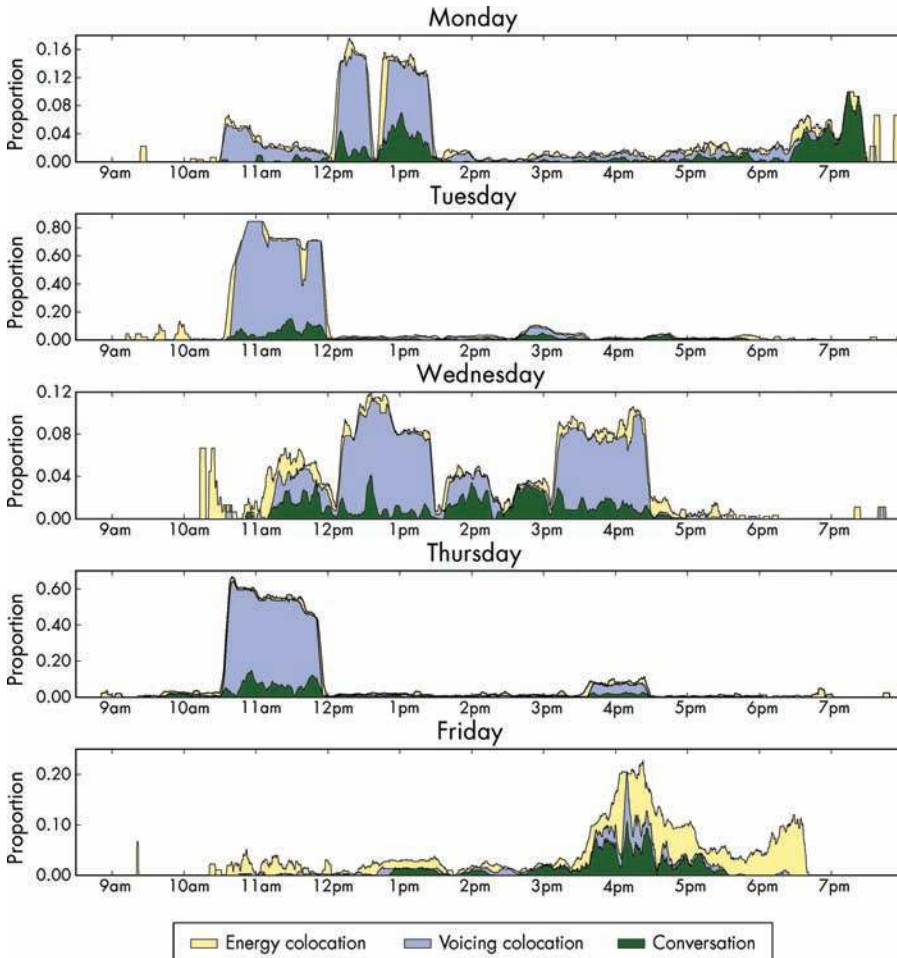 Monday
Proportion
0.16
0.12
0.08
0.04
0.00
9am 10am 11am 12pm 1pm 2pm 3pm 4pm 5pm 6pm 7pm
Tuesday
Proportion
0.80
0.60
0.40
0.20
0.00
9am 10am 11am 12pm 1pm 2pm 3pm 4pm 5pm 6pm 7pm
Wednesday
Proportion
0.12
0.08
0.04
0.00
9am 10am 11am 12pm 1pm 2pm 3pm 4pm 5pm 6pm 7pm
Thursday
Proportion
0.60
0.40
0.20
0.00
9am 10am 11am 12pm 1pm 2pm 3pm 4pm 5pm 6pm 7pm
Friday
Proportion
0.20
0.10
0.00
9am 10am 11am 12pm 1pm 2pm 3pm 4pm 5pm 6pm 7pm
Energy colocation Voicing colocation Conversation